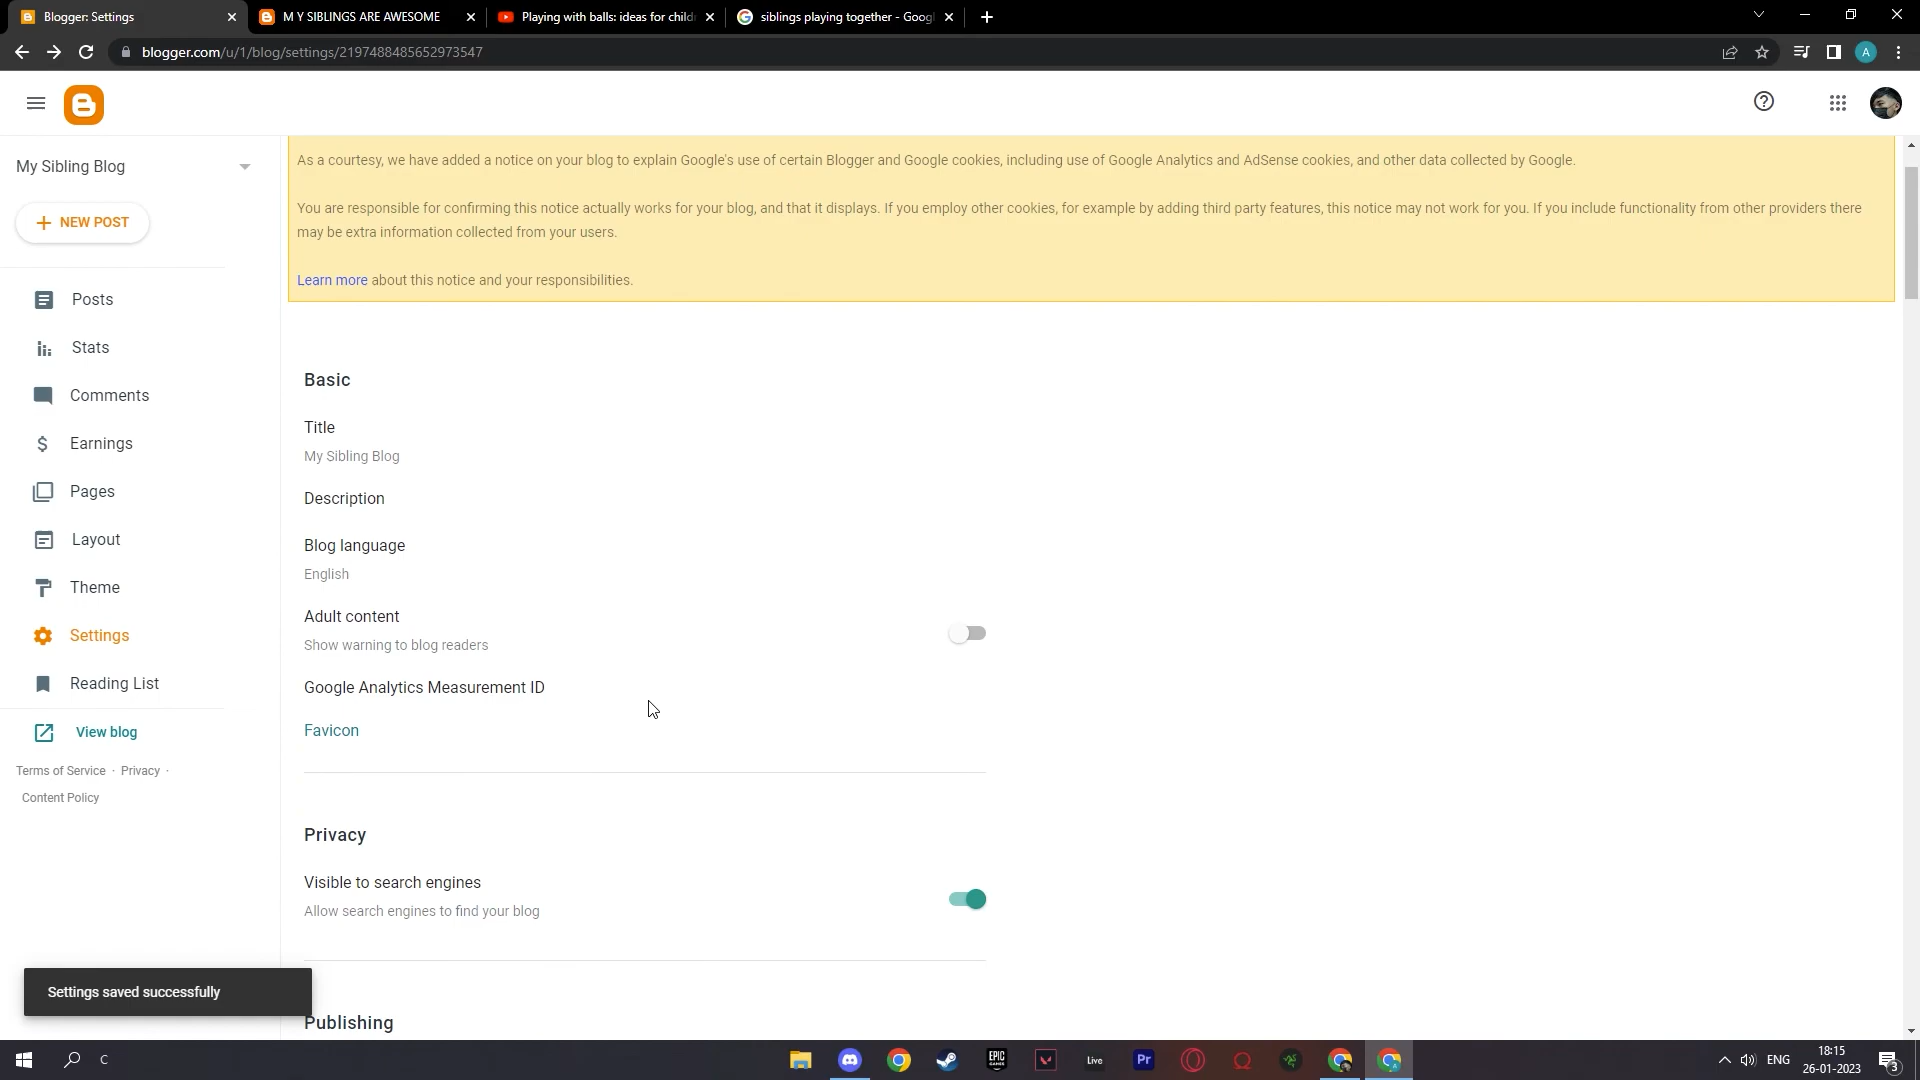 Blogger: Settings
M Y SIBLINGS ARE AWESOME
Playing with balls: ideas for child
siblings playing together - Goog
blogger.com/u/1/blog/settings/2197488485652973547
A
My Sibling Blog
NEW POST
Posts
Stats
Comments
Earnings
Pages
Layout
Theme
Settings
Reading List
View blog
Terms of Service · Privacy ·
Content Policy
As a courtesy, we have added a notice on your blog to explain Google's use of certain Blogger and Google cookies, including use of Google Analytics and AdSense cookies, and other data collected by Google.
You are responsible for confirming this notice actually works for your blog, and that it displays. If you employ other cookies, for example by adding third party features, this notice may not work for you. If you include functionality from other providers there
may be extra information collected from your users.
Learn more about this notice and your responsibilities.
Basic
Title
My Sibling Blog
Description
Blog language
English
Adult content
Show warning to blog readers
Google Analytics Measurement ID
Favicon
Privacy
Visible to search engines
Allow search engines to find your blog
Publishing
Settings saved successfully
C
EPIC GAMES
Live
Pr
ENG
18:15
26-01-2023
3